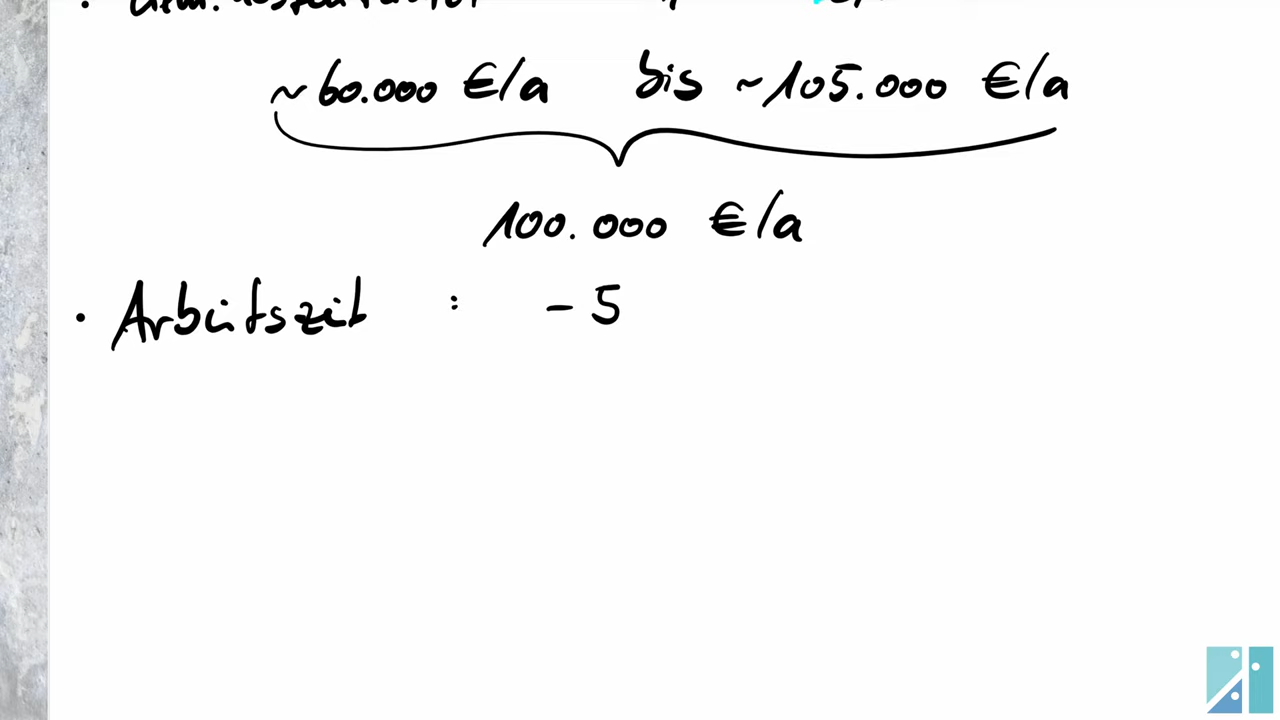 ~60.000 €/a bis ~105.000 €/a
100.000 €/a
• Arbeitszeit : - 5